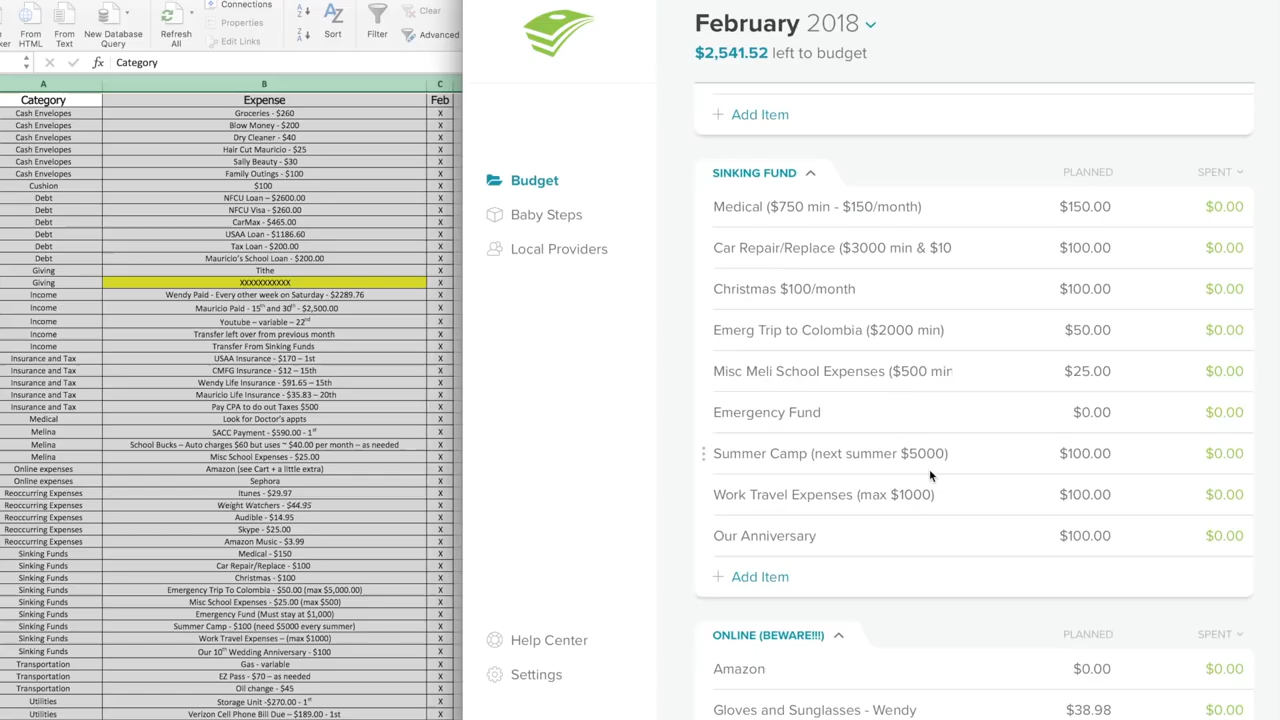 Connections
Clear
Properties
Edit Links
From HTML
From Text
New Database Query
Refresh All
Sort
Filter
Advanced
fx Category
A B C
Category Expense Feb
Cash Envelopes Groceries - $260 X
Cash Envelopes Blow Money - $200 X
Cash Envelopes Dry Cleaner - $40 X
Cash Envelopes Hair Cut Mauricio - $25 X
Cash Envelopes Sally Beauty - $30 X
Cash Envelopes Family Outings - $100 X
Cushion $100 X
Debt NFCU Loan – $2600.00 X
Debt NFCU Visa - $260.00 X
Debt CarMax - $465.00 X
Debt USAA Loan - $1186.60 X
Debt Tax Loan - $200.00 X
Debt Mauricio's School Loan - $200.00 X
Giving Tithe X
Giving XXXXXXXXXXX X
Income Wendy Paid - Every other week on Saturday - $2289.76 X
Income Mauricio Paid - 15th and 30th - $2,500.00 X
Income Youtube – variable – 22nd X
Income Transfer left over from previous month X
Income Transfer From Sinking Funds X
Insurance and Tax USAA Insurance - $170 – 1st X
Insurance and Tax CMFG Insurance - $12 – 15th X
Insurance and Tax Wendy Life Insurance - $91.65 – 15th X
Insurance and Tax Mauricio Life Insurance - $35.83 – 20th X
Insurance and Tax Pay CPA to do out Taxes $500 X
Medical Look for Doctor's appts X
Melina SACC Payment - $590.00 - 1st X
Melina School Bucks – Auto charges $60 but uses ~ $40.00 per month – as needed X
Melina Misc School Expenses - $25.00 X
Online expenses Amazon (see Cart + a little extra) X
Online expenses Sephora X
Reoccurring Expenses Itunes - $29.97 X
Reoccurring Expenses Weight Watchers - $44.95 X
Reoccurring Expenses Audible - $14.95 X
Reoccurring Expenses Skype - $25.00 X
Reoccurring Expenses Amazon Music - $3.99 X
Sinking Funds Medical - $150 X
Sinking Funds Car Repair/Replace - $100 X
Sinking Funds Christmas - $100 X
Sinking Funds Emergency Trip To Colombia - $50.00 (max $5,000.00) X
Sinking Funds Misc School Expenses - $25.00 (max $500) X
Sinking Funds Emergency Fund (Must stay at $1,000) X
Sinking Funds Summer Camp - $100 (need $5000 every summer) X
Sinking Funds Work Travel Expenses – (max $1000) X
Sinking Funds Our 10th Wedding Anniversary - $100 X
Transportation Gas - variable X
Transportation EZ Pass - $70 – as needed X
Transportation Oil change - $45 X
Utilities Storage Unit -$270.00 - 1st X
Utilities Verizon Cell Phone Bill Due – $189.00 - 1st X
Budget
Baby Steps
Local Providers
Help Center
Settings
February 2018
$2,541.52 left to budget
+ Add Item
SINKING FUND PLANNED SPENT
Medical ($750 min - $150/month) $150.00 $0.00
Car Repair/Replace ($3000 min & $10 $100.00 $0.00
Christmas $100/month $100.00 $0.00
Emerg Trip to Colombia ($2000 min) $50.00 $0.00
Misc Meli School Expenses ($500 min $25.00 $0.00
Emergency Fund $0.00 $0.00
Summer Camp (next summer $5000) $100.00 $0.00
Work Travel Expenses (max $1000) $100.00 $0.00
Our Anniversary $100.00 $0.00
+ Add Item
ONLINE (BEWARE!!!) PLANNED SPENT
Amazon $0.00 $0.00
Gloves and Sunglasses - Wendy $38.98 $0.00